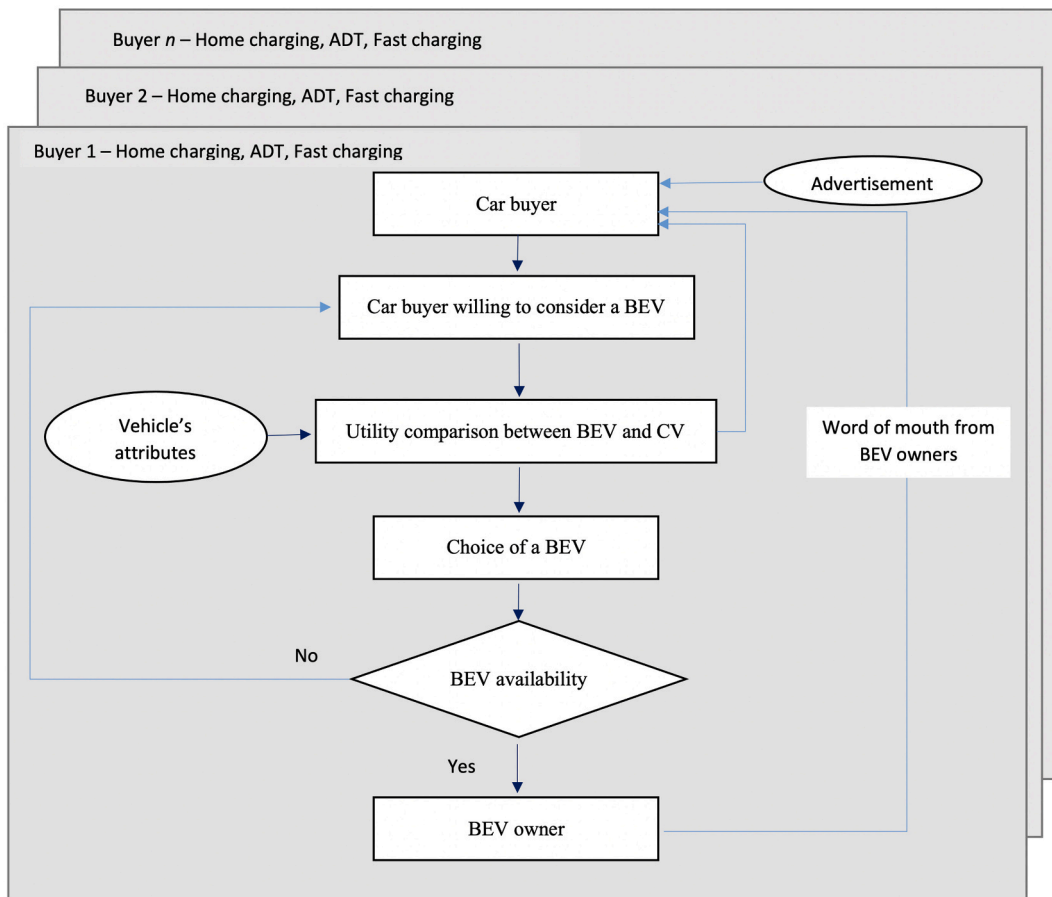 Buyer n – Home charging, ADT, Fast charging
Buyer 2 – Home charging, ADT, Fast charging
Buyer 1 – Home charging, ADT, Fast charging
Advertisement
Car buyer
Car buyer willing to consider a BEV
Vehicle’s
attributes
Utility comparison between BEV and CV
Word of mouth from
BEV owners
Choice of a BEV
No
BEV availability
Yes
BEV owner